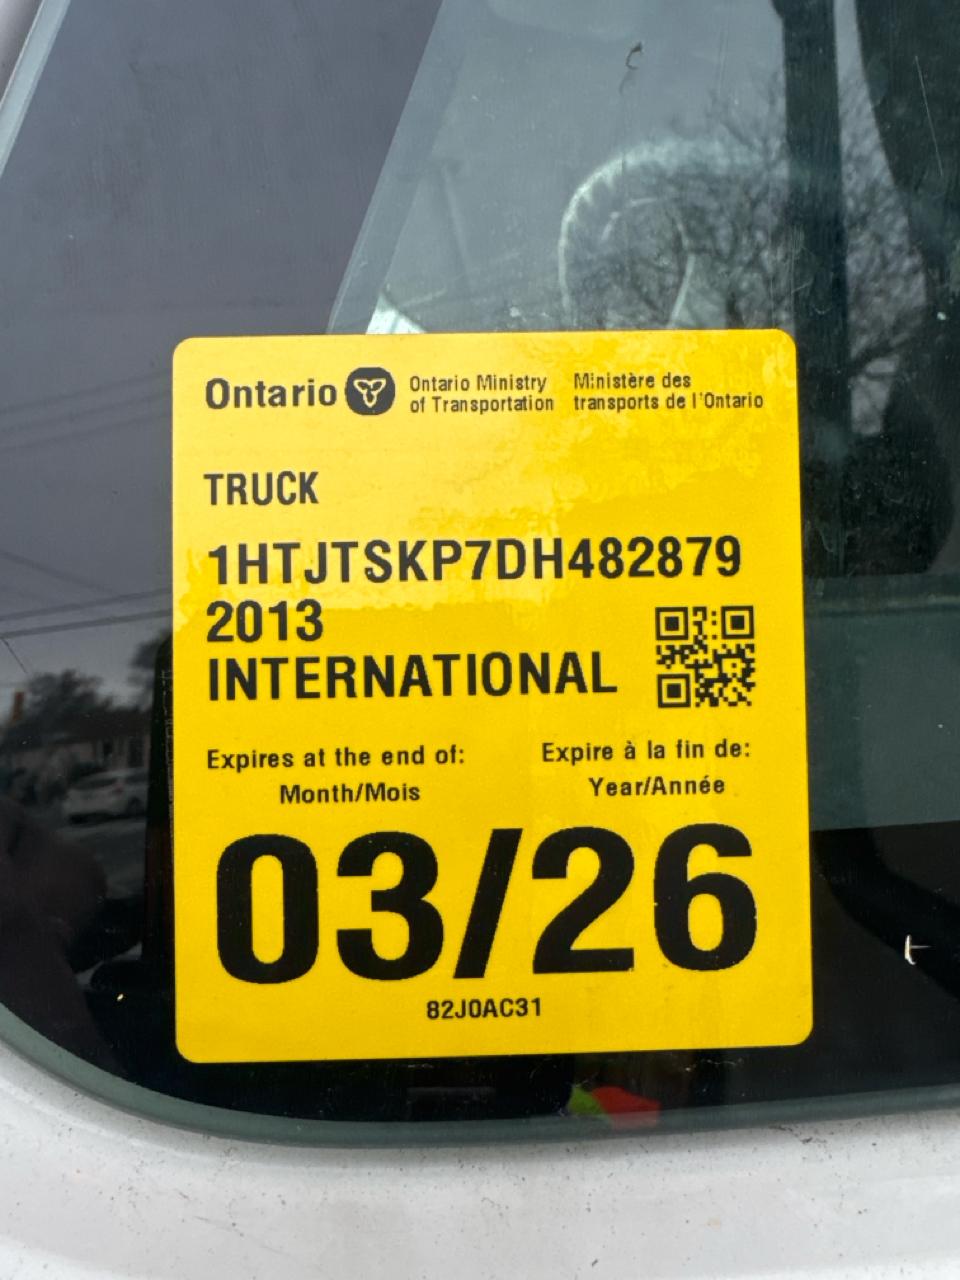 Ontario
Ontario Ministry
of Transportation
Ministère des
transports de l'Ontario
TRUCK
1HTJTSKP7DH482879
2013
INTERNATIONAL
Expires at the end of:
Month/Mois
Expire à la fin de:
Year/Année
03/26
82J0AC31